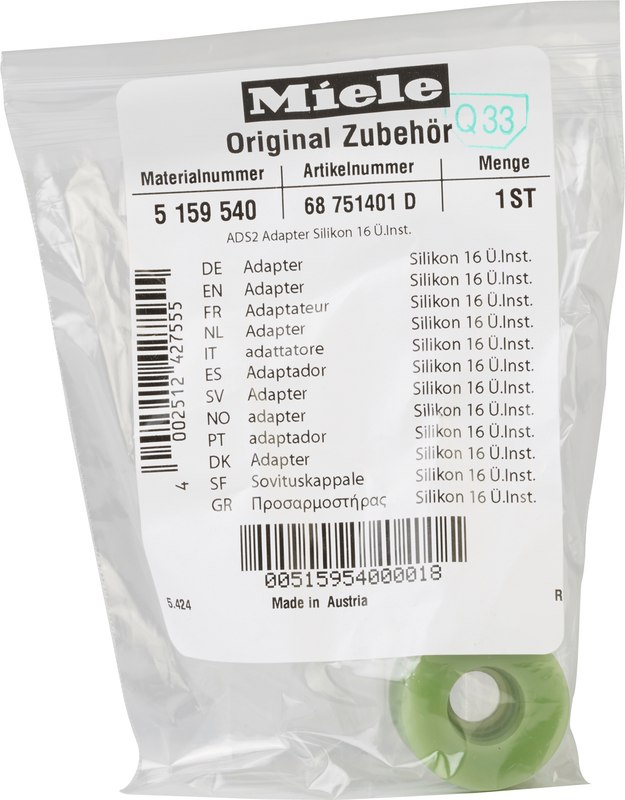 Miele
Q 33
Original Zubehör
Materialnummer Artikelnummer Menge
5 159 540 68 751401 D 1 ST
ADS2 Adapter Silikon 16 Ü.Inst.
DE Adapter Silikon 16 Ü.Inst.
EN Adapter Silikon 16 Ü.Inst.
FR Adaptateur Silikon 16 Ü.Inst.
NL Adapter Silikon 16 Ü.Inst.
IT adattatore Silikon 16 Ü.Inst.
ES Adaptador Silikon 16 Ü.Inst.
SV Adapter Silikon 16 Ü.Inst.
NO adapter Silikon 16 Ü.Inst.
PT adaptador Silikon 16 Ü.Inst.
DK Adapter Silikon 16 Ü.Inst.
SF Sovituskappale Silikon 16 Ü.Inst.
GR Προσαρμοστήρας Silikon 16 Ü.Inst.
4 002512 427555
00515954000018
5.424 Made in Austria R